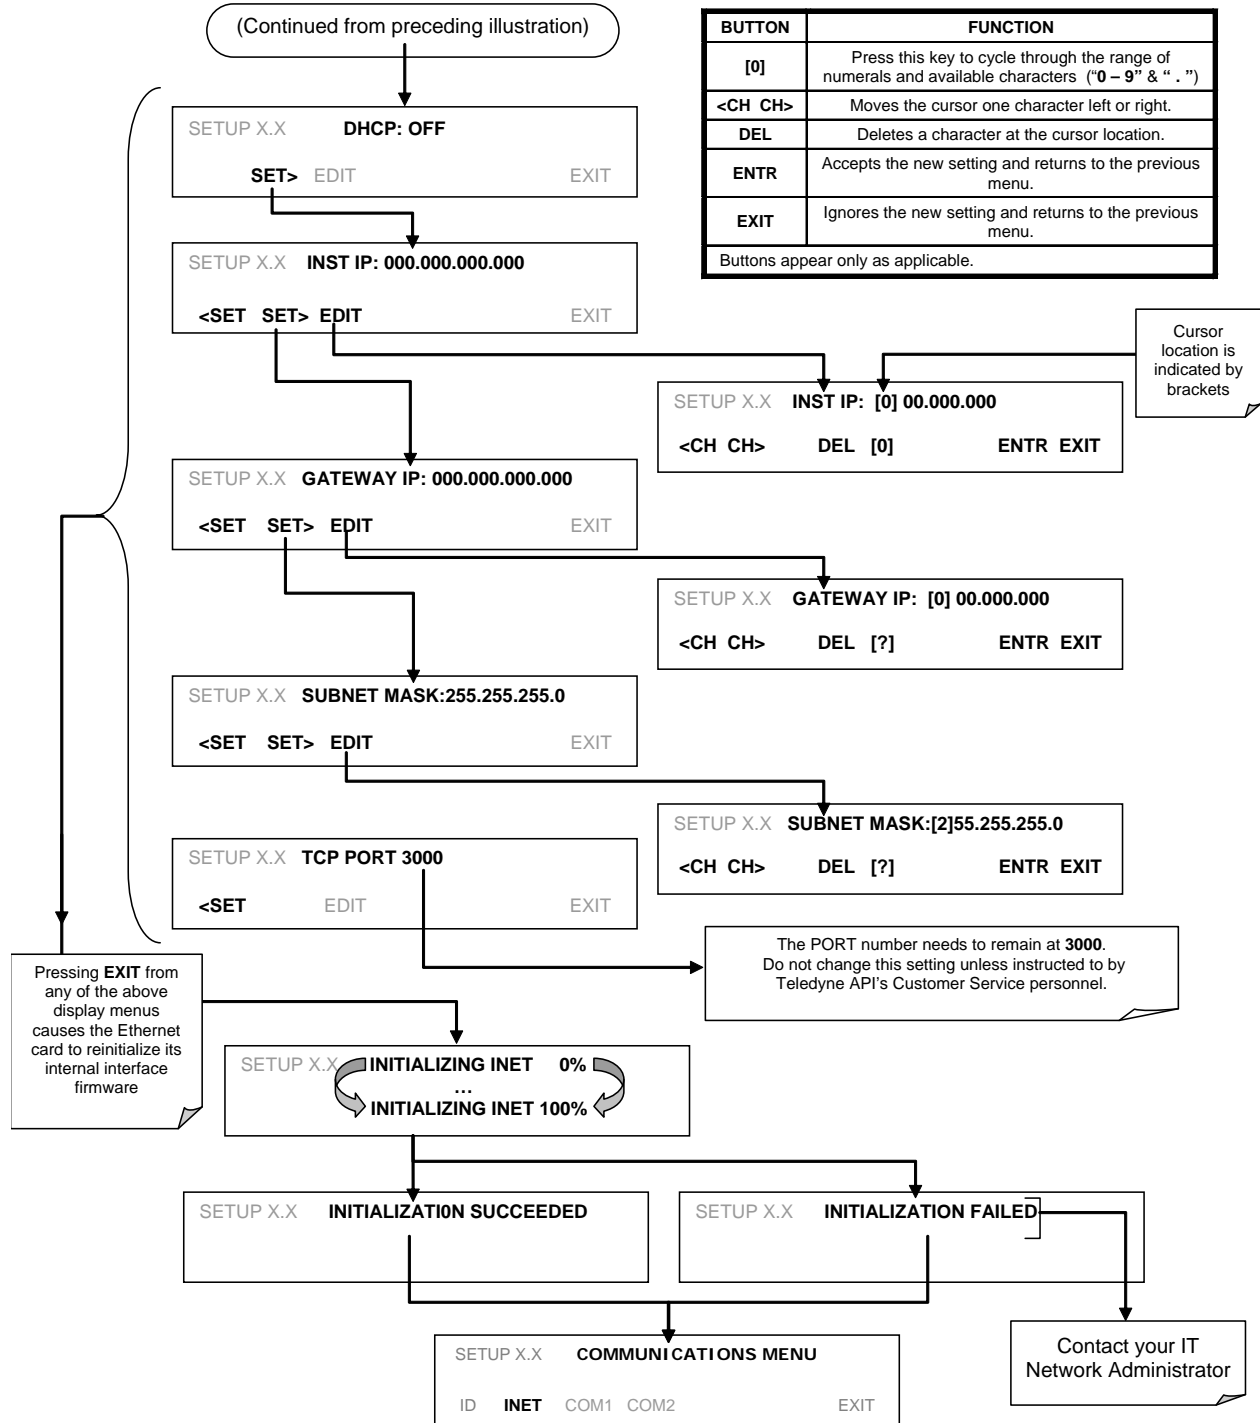 (Continued from preceding illustration)
BUTTON FUNCTION
[0] Press this key to cycle through the range of
numerals and available characters (“0 – 9” & “ . ”)
<CH CH> Moves the cursor one character left or right.
DEL Deletes a character at the cursor location.
ENTR Accepts the new setting and returns to the previous
menu.
EXIT Ignores the new setting and returns to the previous
menu.
Buttons appear only as applicable.
SETUP X.X DHCP: OFF
SET> EDIT EXIT
SETUP X.X INST IP: 000.000.000.000
<SET SET> EDIT EXIT
Cursor
location is
indicated by
brackets
SETUP X.X INST IP: [0] 00.000.000
<CH CH> DEL [0] ENTR EXIT
SETUP X.X GATEWAY IP: 000.000.000.000
<SET SET> EDIT EXIT
SETUP X.X GATEWAY IP: [0] 00.000.000
<CH CH> DEL [?] ENTR EXIT
SETUP X.X SUBNET MASK:255.255.255.0
<SET SET> EDIT EXIT
SETUP X.X SUBNET MASK:[2]55.255.255.0
<CH CH> DEL [?] ENTR EXIT
SETUP X.X TCP PORT 3000
<SET EDIT EXIT
The PORT number needs to remain at 3000.
Do not change this setting unless instructed to by
Teledyne API’s Customer Service personnel.
Pressing EXIT from
any of the above
display menus
causes the Ethernet
card to reinitialize its
internal interface
firmware
SETUP X.X INITIALIZING INET 0%
…
INITIALIZING INET 100%
SETUP X.X INITIALIZATI0N SUCCEEDED
SETUP X.X INITIALIZATION FAILED
Contact your IT
Network Administrator
SETUP X.X COMMUNICATIONS MENU
ID INET COM1 COM2 EXIT